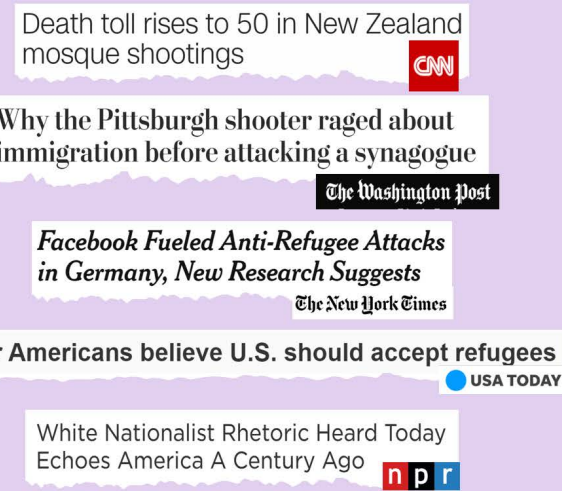 Death toll rises to 50 in New Zealand
mosque shootings
CNN
Why the Pittsburgh shooter raged about
immigration before attacking a synagogue
The Washington Post
Facebook Fueled Anti-Refugee Attacks
in Germany, New Research Suggests
The New York Times
r Americans believe U.S. should accept refugees
USA TODAY
White Nationalist Rhetoric Heard Today
Echoes America A Century Ago
npr